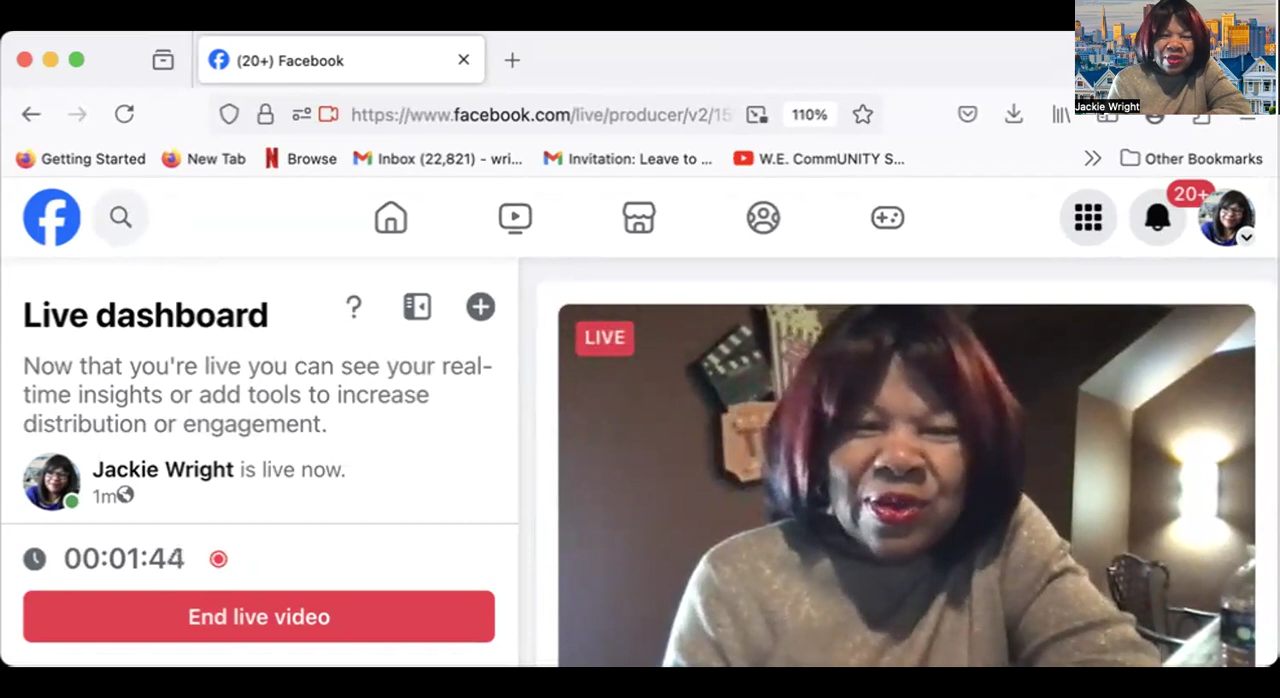 (20+) Facebook
Jackie Wright
https://www.facebook.com/live/producer/v2/15
110%
Getting Started
New Tab
Browse
Inbox (22,821) - wri...
Invitation: Leave to ...
W.E. CommUNITY S...
Other Bookmarks
20+
Live dashboard
Now that you're live you can see your real-
time insights or add tools to increase
distribution or engagement.
Jackie Wright is live now.
1m
00:01:44
End live video
LIVE